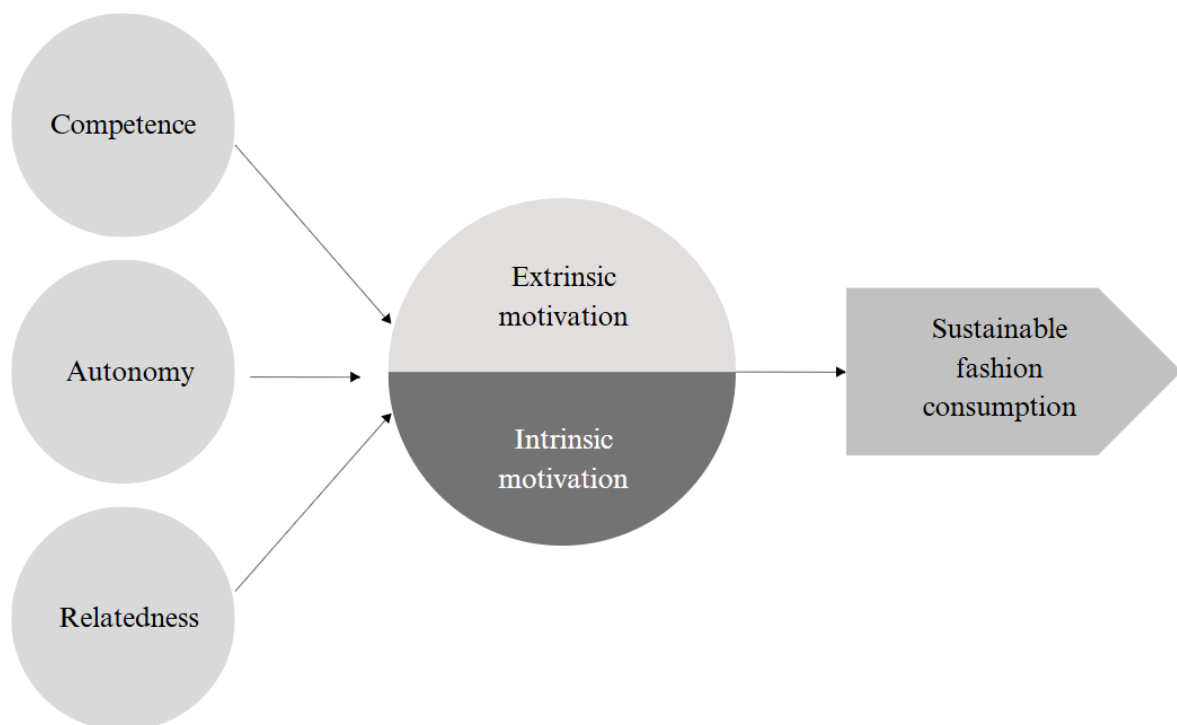 Competence
Autonomy
Relatedness
Extrinsic
motivation
Intrinsic
motivation
Sustainable
fashion
consumption